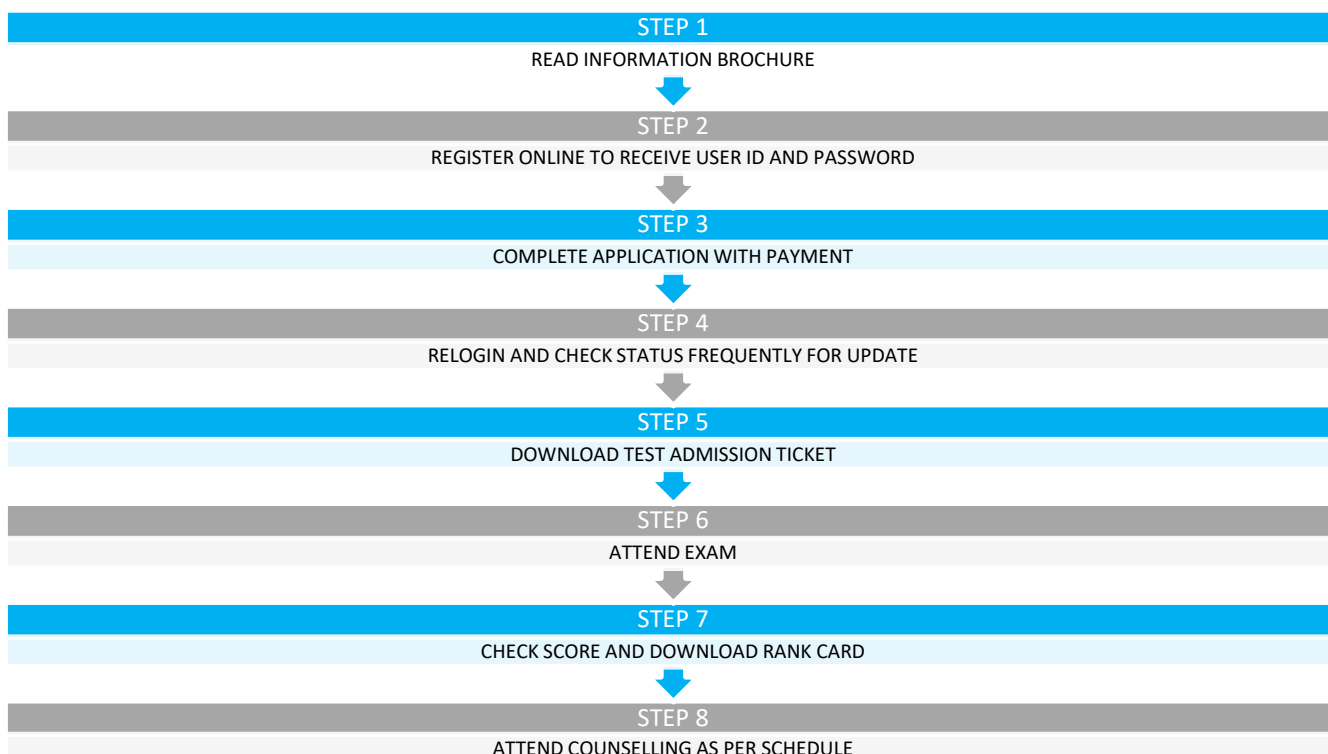 STEP 1
READ INFORMATION BROCHURE
STEP 2
REGISTER ONLINE TO RECEIVE USER ID AND PASSWORD
STEP 3
COMPLETE APPLICATION WITH PAYMENT
STEP 4
RELOGIN AND CHECK STATUS FREQUENTLY FOR UPDATE
STEP 5
DOWNLOAD TEST ADMISSION TICKET
STEP 6
ATTEND EXAM
STEP 7
CHECK SCORE AND DOWNLOAD RANK CARD
STEP 8
ATTEND COUNSELLING AS PER SCHEDULE